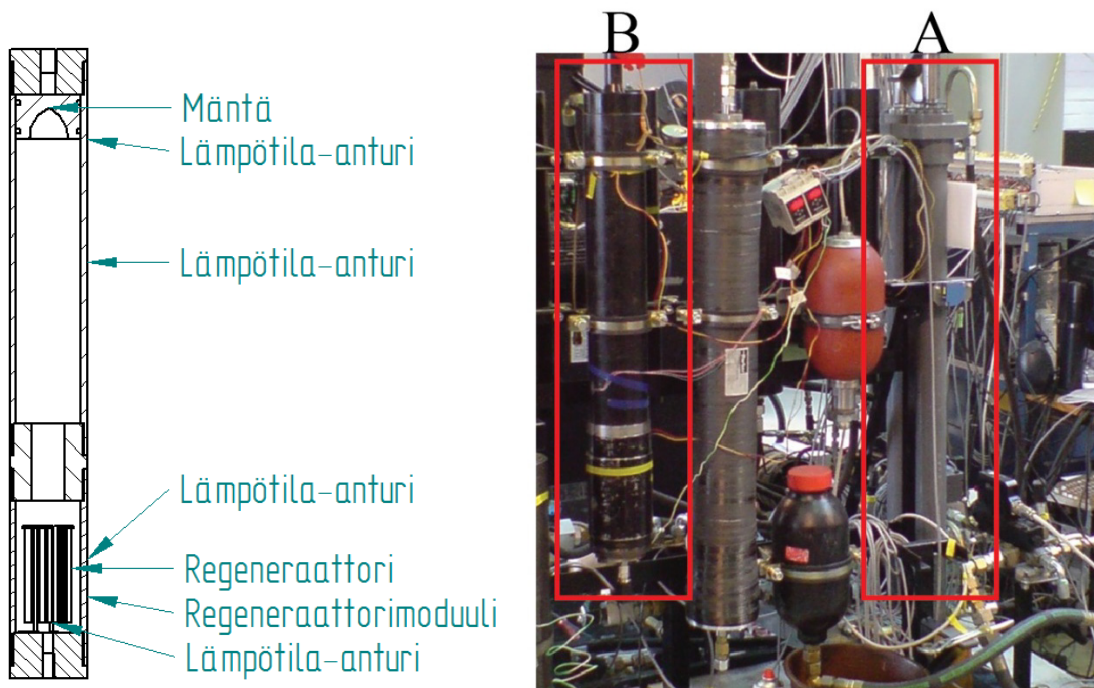 Mäntä
Lämpötila-anturi
Lämpötila-anturi
Lämpötila-anturi
Regeneraattori
Regeneraattorimoduuli
Lämpötila-anturi
B
A